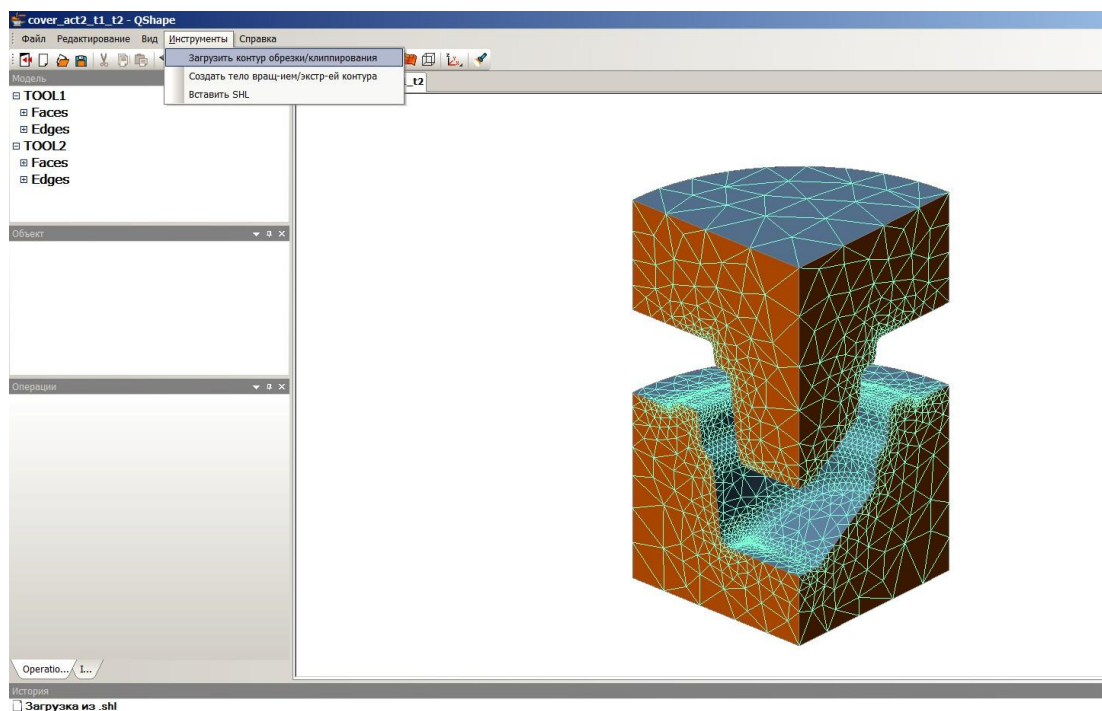 cover_act2_t1_t2 - QShape
Файл Редактирование Вид Инструменты Справка
Загрузить контур обрезки/клиппирования
Создать тело вращ-ием/экстр-ей контура
Вставить SHL
_t2
Модель
TOOL1
Faces
Edges
TOOL2
Faces
Edges
Объект
Операции
Operatio... I...
История
Загрузка из .shl